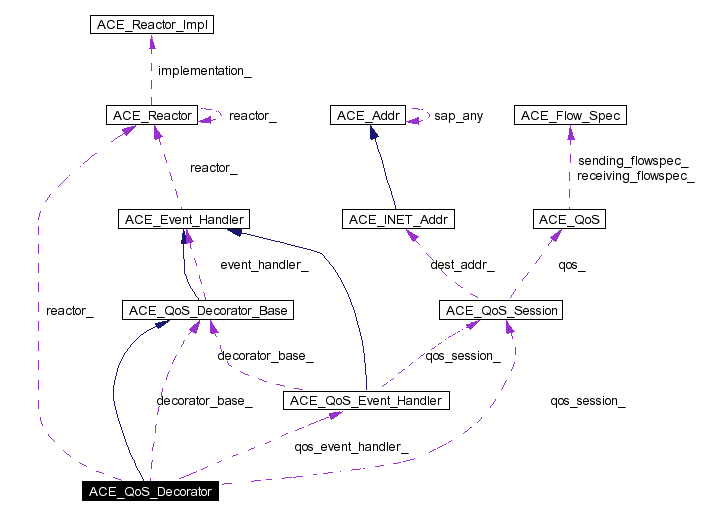 ACE_Reactor_Impl
implementation_
ACE_Reactor
reactor_
ACE_Addr
sap_any
ACE_Flow_Spec
sending_flowspec_
receiving_flowspec_
reactor_
ACE_Event_Handler
ACE_INET_Addr
ACE_QoS
event_handler_
dest_addr_
qos_
reactor_
ACE_QoS_Decorator_Base
ACE_QoS_Session
decorator_base_
qos_session_
decorator_base_
ACE_QoS_Event_Handler
qos_session_
qos_event_handler_
ACE_QoS_Decorator